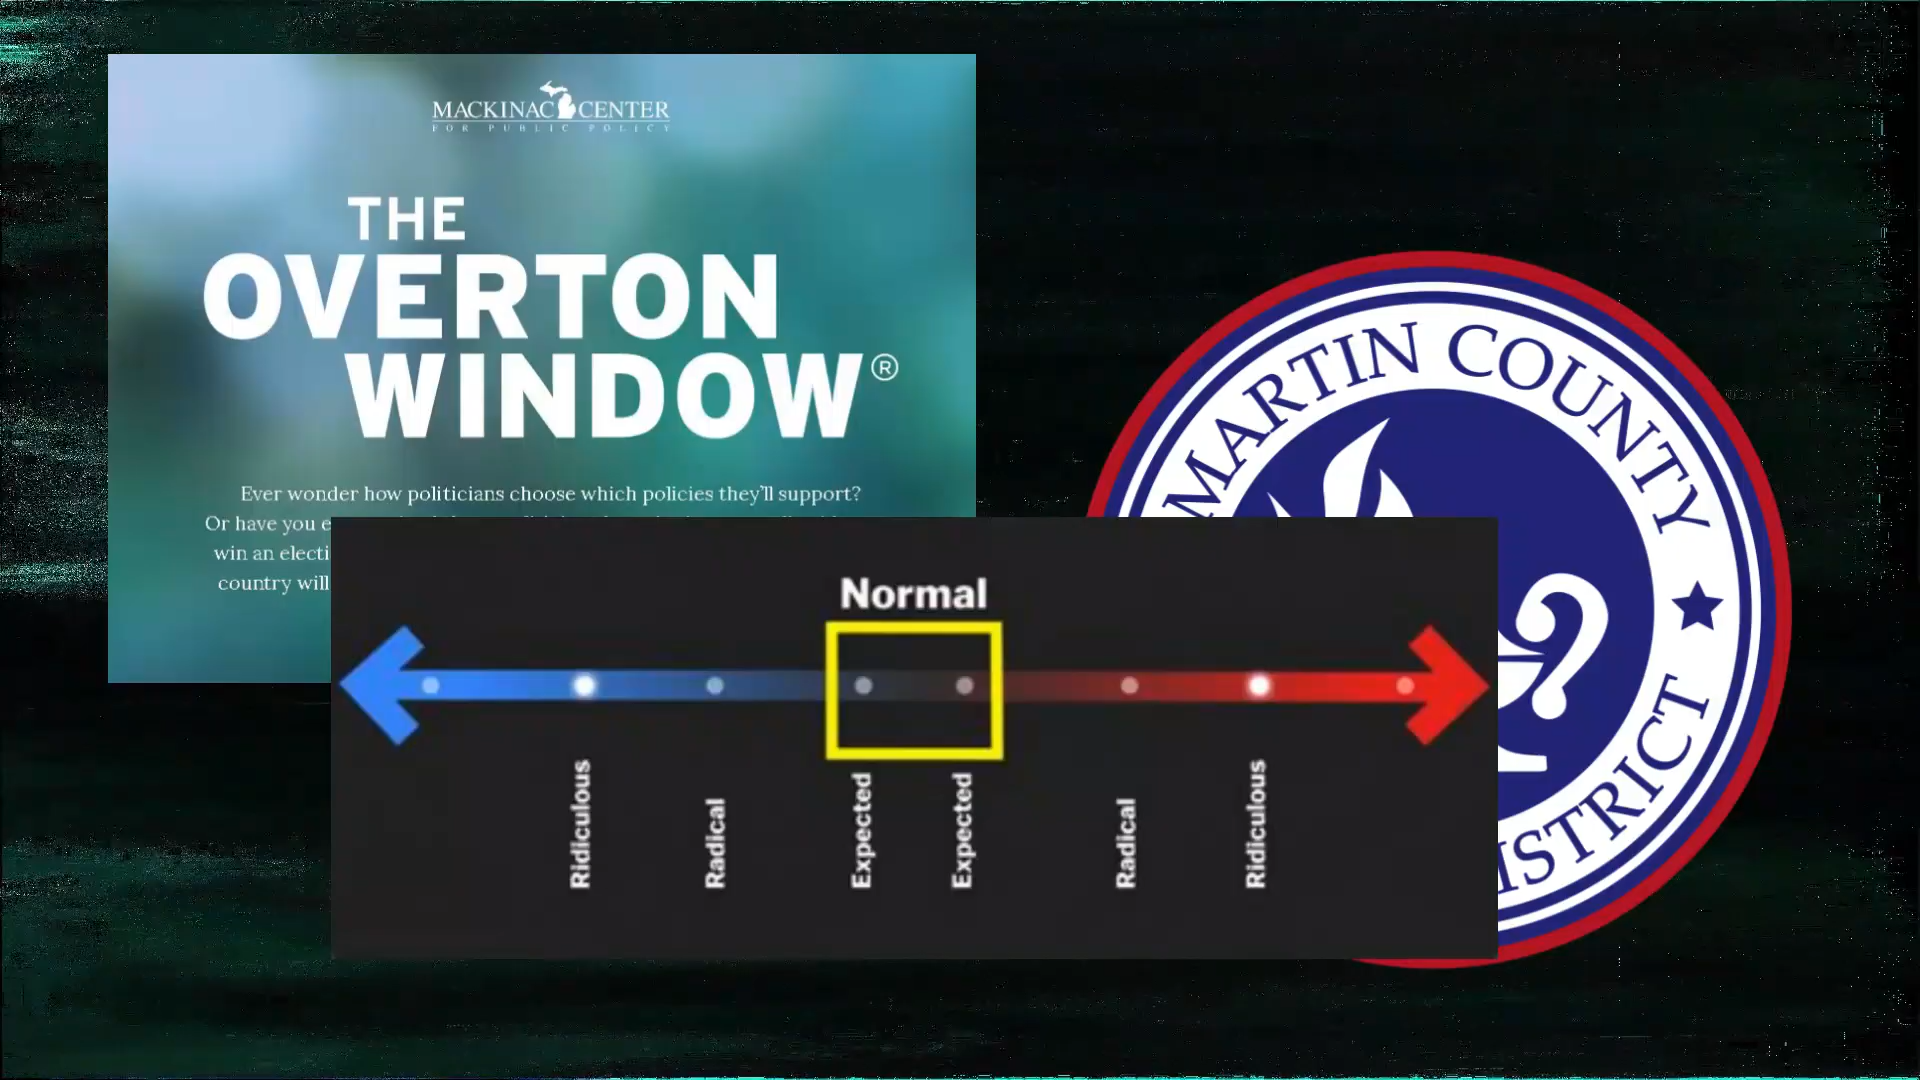 MACKINAC CENTER
FOR PUBLIC POLICY
THE
OVERTON
WINDOW®
Ever wonder how politicians choose which policies they’ll support?
Or have you
win an electi
country will
Normal
Ridiculous
Radical
Expected
Expected
Radical
Ridiculous
MARTIN COUNTY
ISTRICT